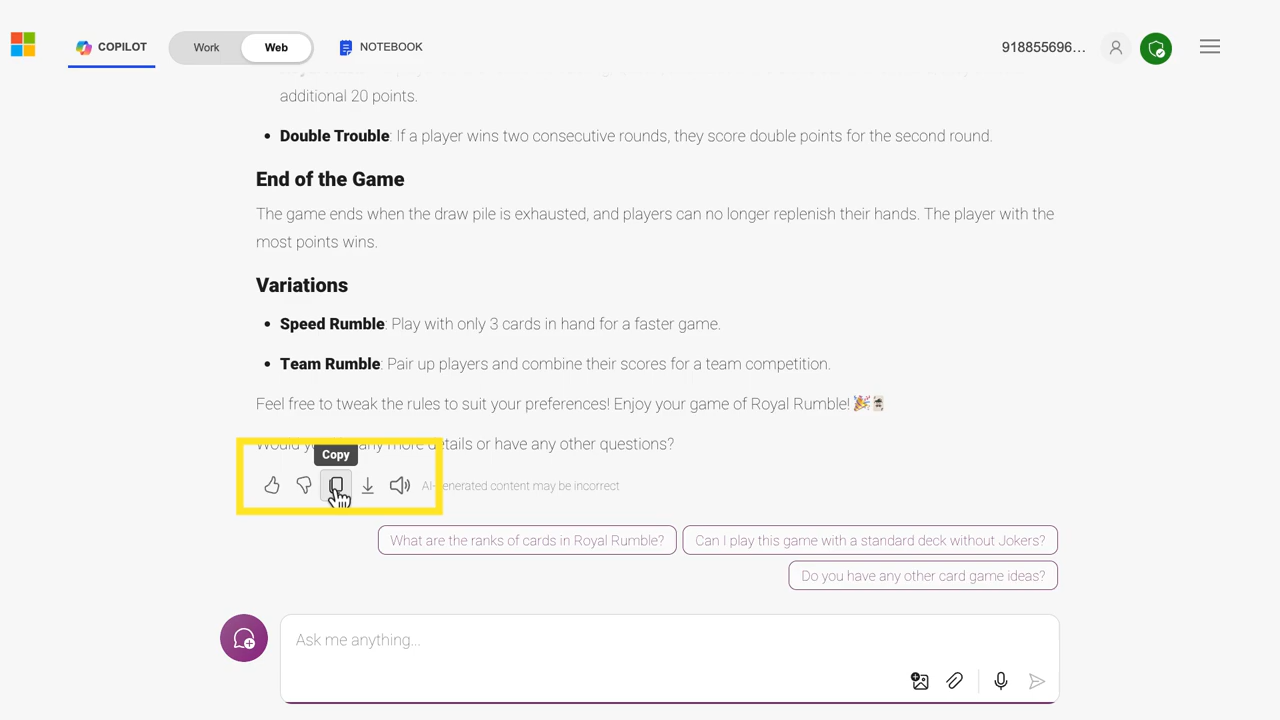 COPILOT
Work
Web
NOTEBOOK
918855696...
additional 20 points.
Double Trouble: If a player wins two consecutive rounds, they score double points for the second round.
End of the Game
The game ends when the draw pile is exhausted, and players can no longer replenish their hands. The player with the
most points wins.
Variations
Speed Rumble: Play with only 3 cards in hand for a faster game.
Team Rumble: Pair up players and combine their scores for a team competition.
Feel free to tweak the rules to suit your preferences! Enjoy your game of Royal Rumble! 🎉🃏
Would any more details or have any other questions?
Copy
AI-generated content may be incorrect
What are the ranks of cards in Royal Rumble?
Can I play this game with a standard deck without Jokers?
Do you have any other card game ideas?
Ask me anything...